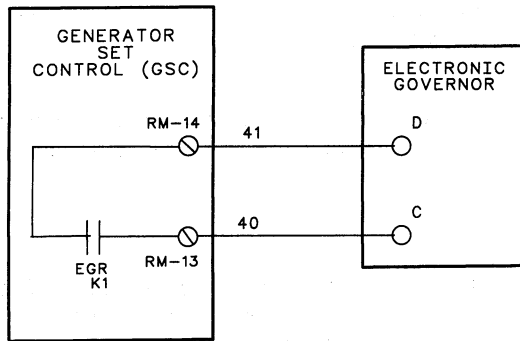 GENERATOR
SET
CONTROL (GSC)
ELECTRONIC
GOVERNOR
RM-14
41
D
RM-13
40
C
EGR
K1